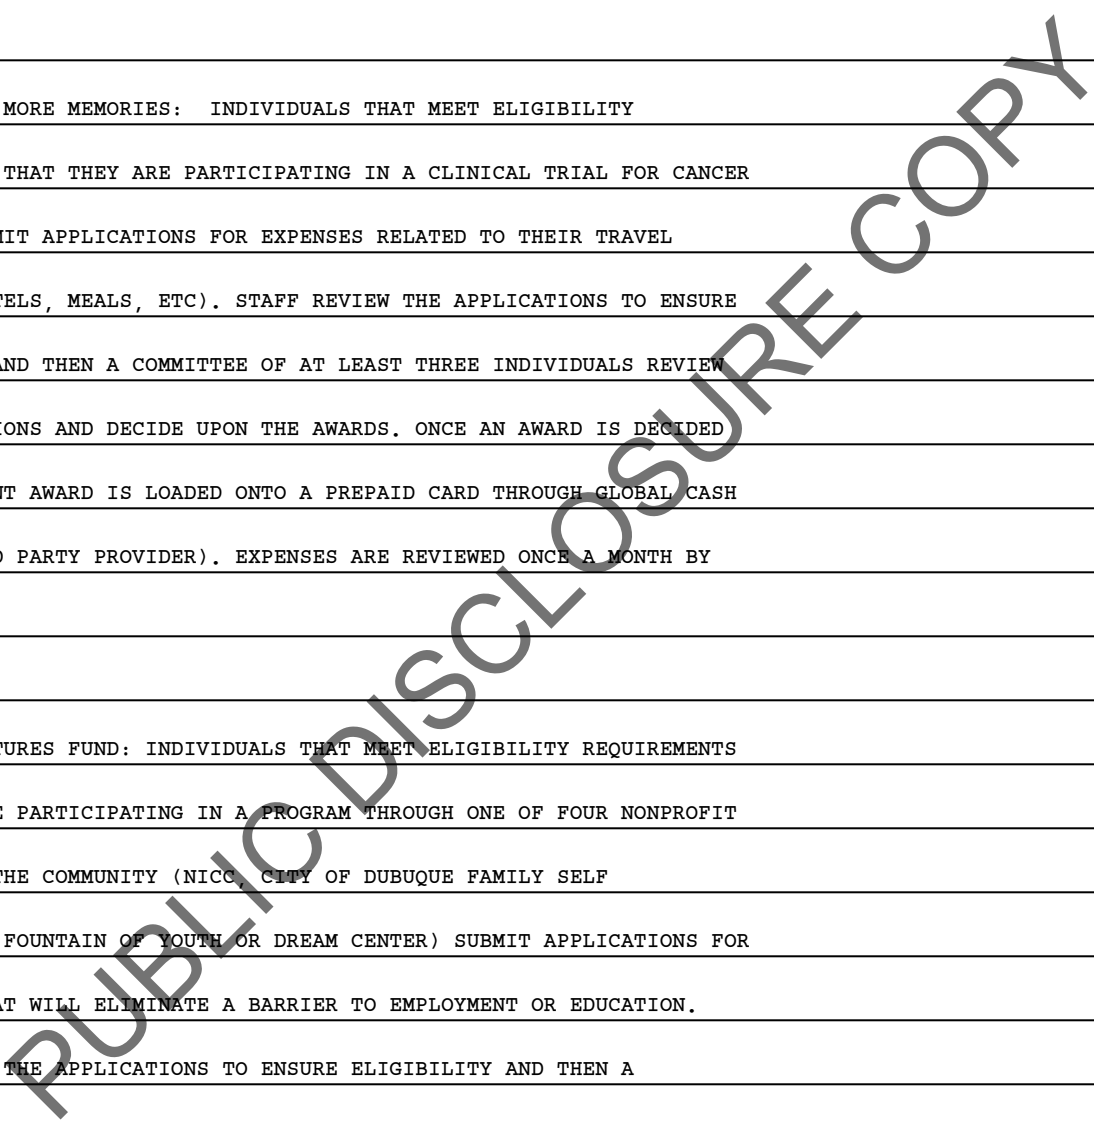 MORE MEMORIES:  INDIVIDUALS THAT MEET ELIGIBILITY
THAT THEY ARE PARTICIPATING IN A CLINICAL TRIAL FOR CANCER
MIT APPLICATIONS FOR EXPENSES RELATED TO THEIR TRAVEL
TELS, MEALS, ETC). STAFF REVIEW THE APPLICATIONS TO ENSURE
AND THEN A COMMITTEE OF AT LEAST THREE INDIVIDUALS REVIEW
IONS AND DECIDE UPON THE AWARDS. ONCE AN AWARD IS DECIDED
NT AWARD IS LOADED ONTO A PREPAID CARD THROUGH GLOBAL CASH
D PARTY PROVIDER). EXPENSES ARE REVIEWED ONCE A MONTH BY
TURES FUND: INDIVIDUALS THAT MEET ELIGIBILITY REQUIREMENTS
E PARTICIPATING IN A PROGRAM THROUGH ONE OF FOUR NONPROFIT
THE COMMUNITY (NICC, CITY OF DUBUQUE FAMILY SELF
FOUNTAIN OF YOUTH OR DREAM CENTER) SUBMIT APPLICATIONS FOR
AT WILL ELIMINATE A BARRIER TO EMPLOYMENT OR EDUCATION.
THE APPLICATIONS TO ENSURE ELIGIBILITY AND THEN A
PUBLIC DISCLOSURE COPY